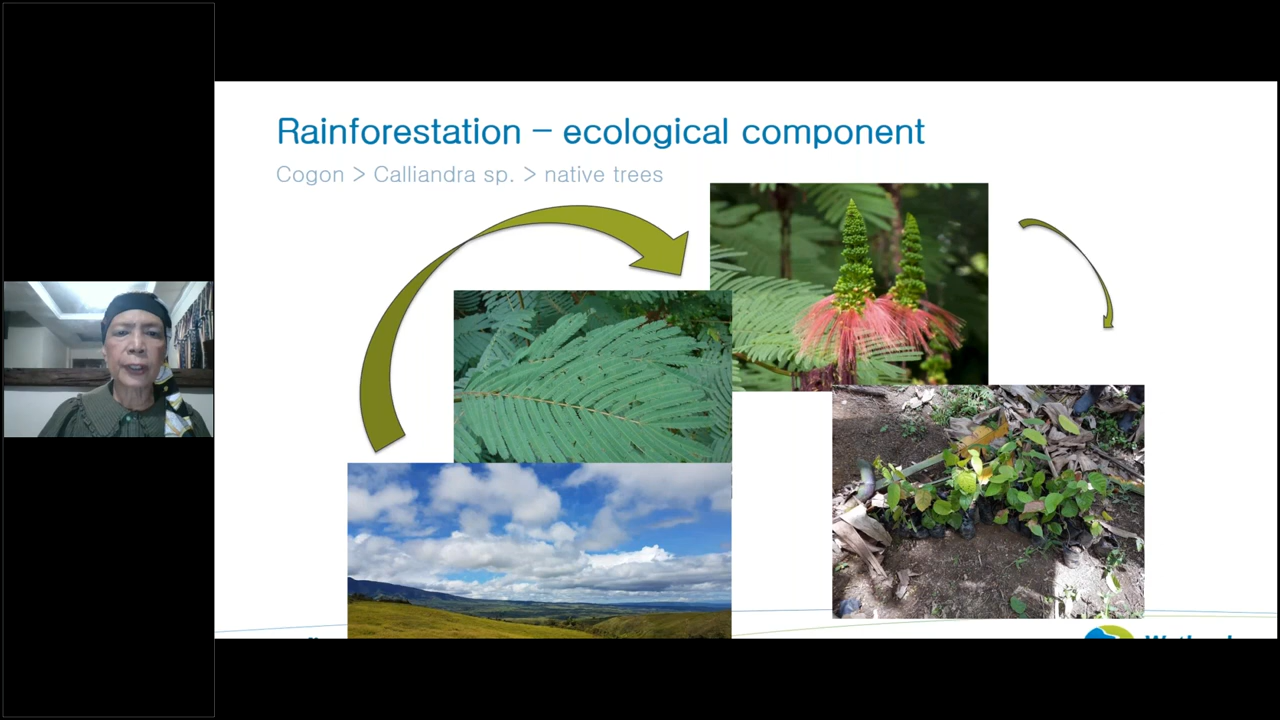 Rainforestation – ecological component
Cogon > Calliandra sp. > native trees